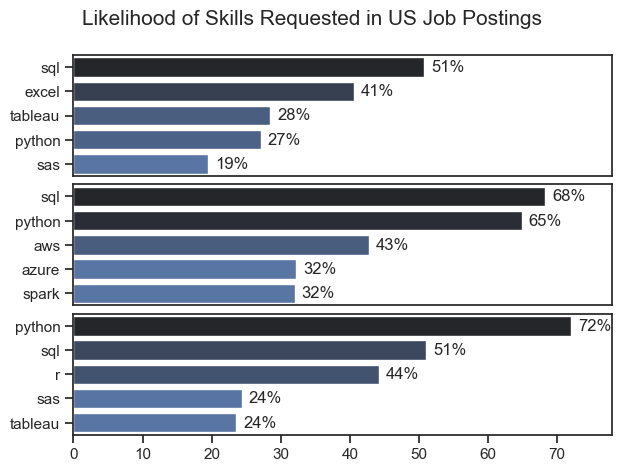 Likelihood of Skills Requested in US Job Postings
sql 51%
excel 41%
tableau 28%
python 27%
sas 19%
sql 68%
python 65%
aws 43%
azure 32%
spark 32%
python 72%
sql 51%
r 44%
sas 24%
tableau 24%
0 10 20 30 40 50 60 70